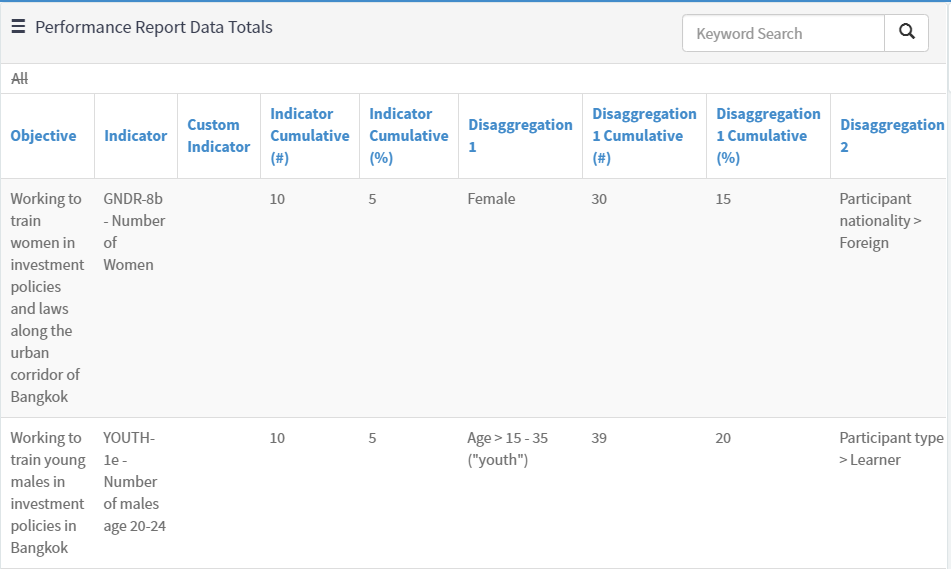 ☰ Performance Report Data Totals
Keyword Search
All
Objective
Indicator
Custom
Indicator
Indicator
Cumulative
(#)
Indicator
Cumulative
(%)
Disaggregation
1
Disaggregation
1 Cumulative
(#)
Disaggregation
1 Cumulative
(%)
Disaggregation
2
Working to
train
women in
investment
policies
and laws
along the
urban
corridor of
Bangkok
GNDR-8b
- Number
of
Women
10
5
Female
30
15
Participant
nationality >
Foreign
Working to
train young
males in
investment
policies in
Bangkok
YOUTH-
1e -
Number
of males
age 20-24
10
5
Age > 15 - 35
("youth")
39
20
Participant type
> Learner